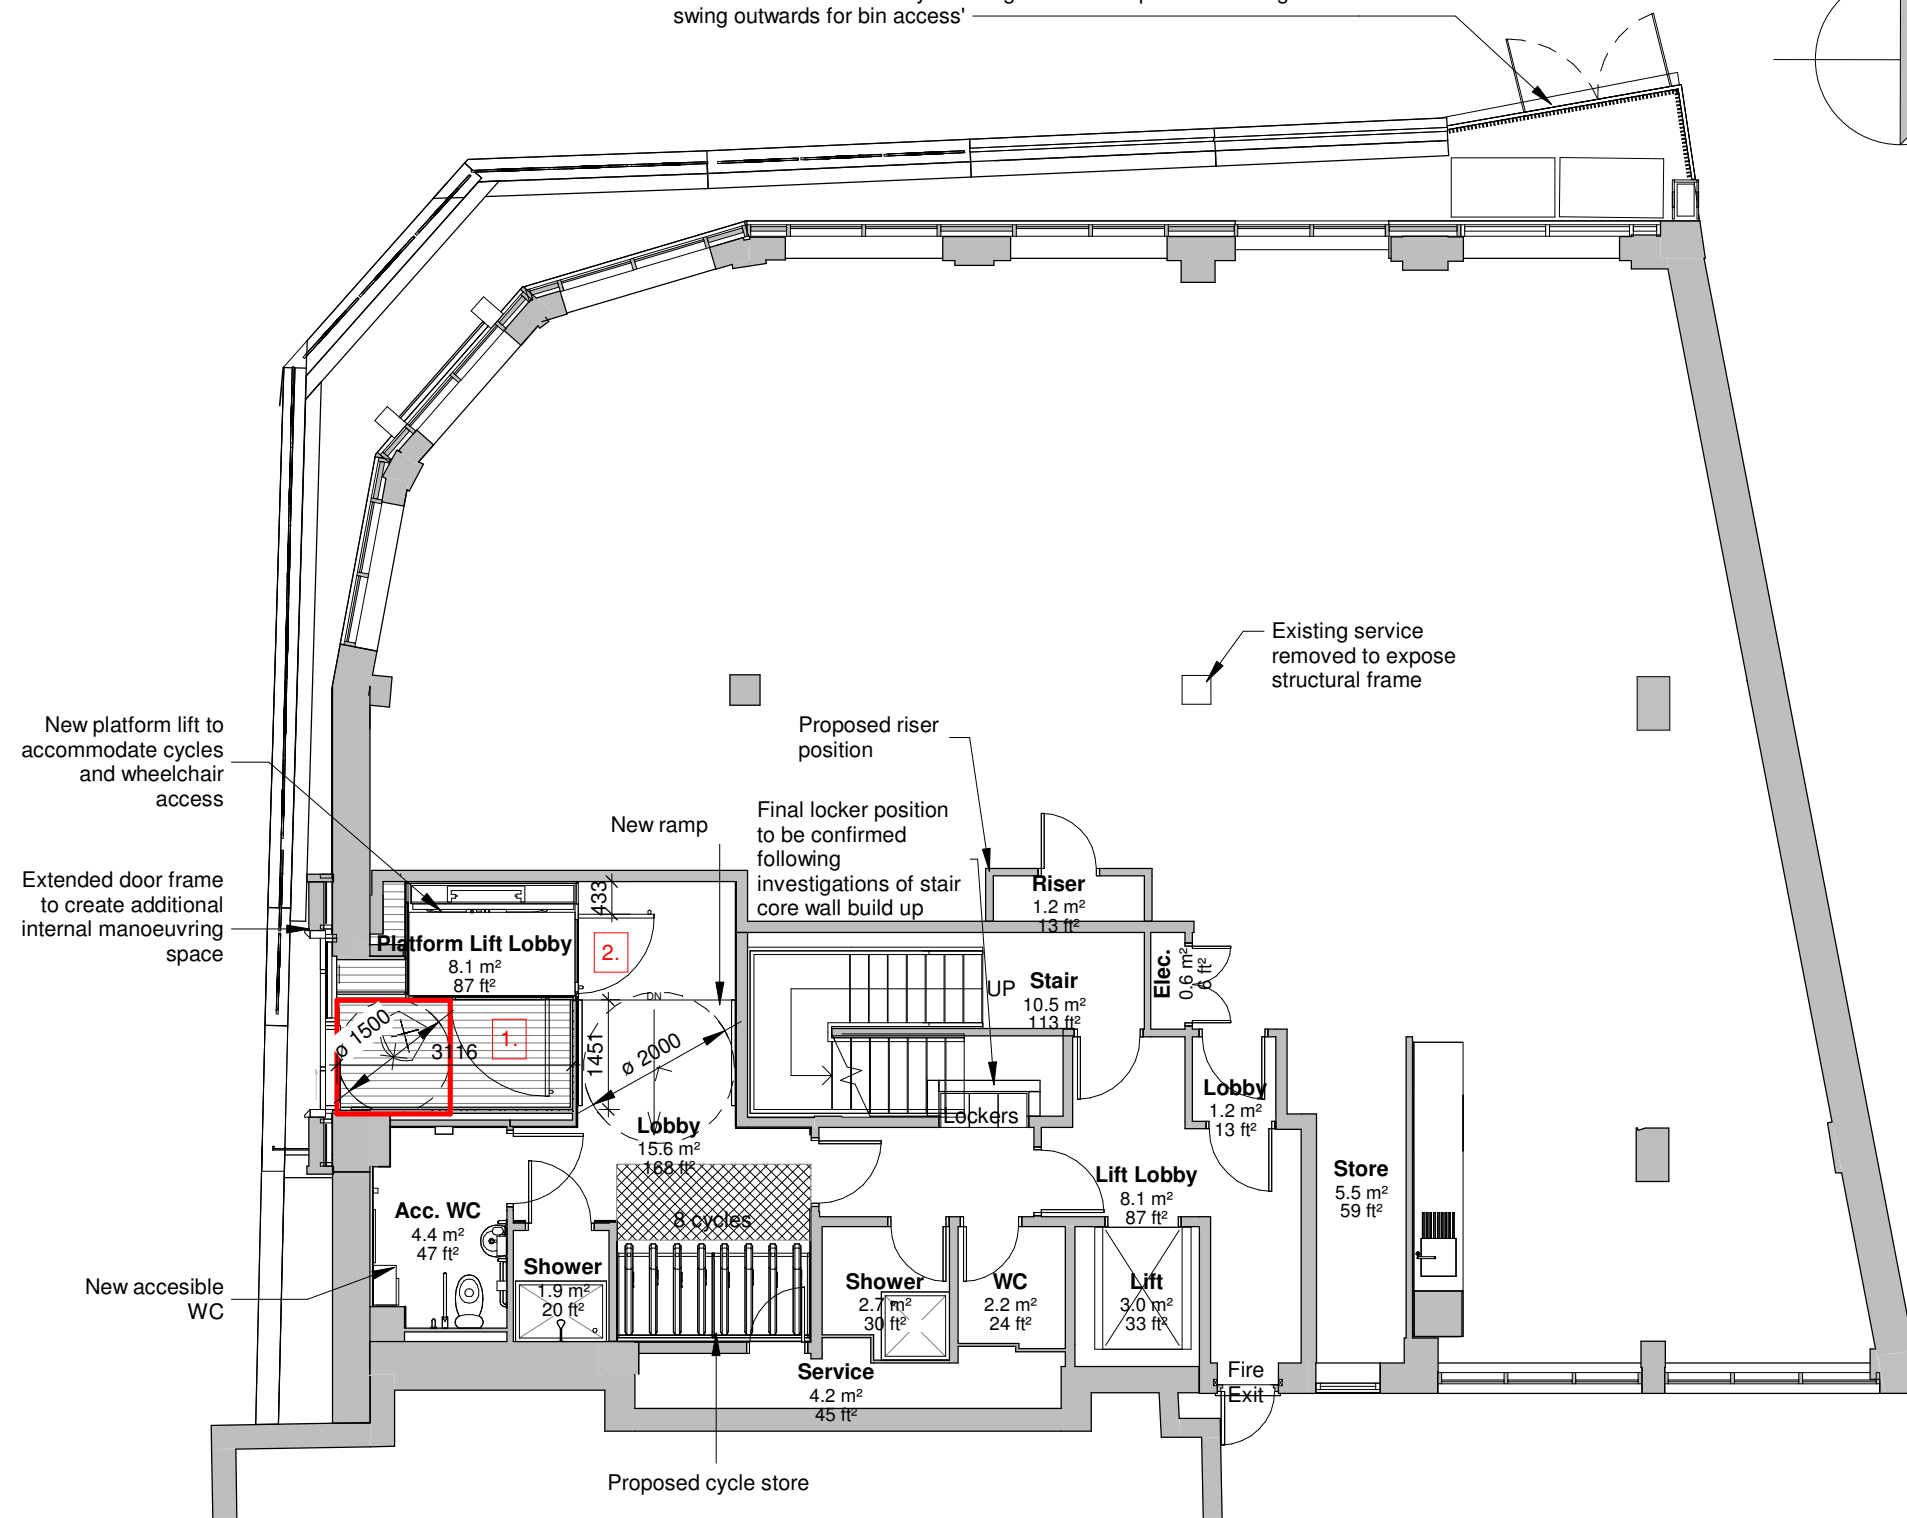 swing outwards for bin access'
Existing service
removed to expose
structural frame
New platform lift to
accommodate cycles
and wheelchair
access
Proposed riser
position
New ramp
Final locker position
to be confirmed
following
investigations of stair
core wall build up
Extended door frame
to create additional
internal manoeuvring
space
Riser
1.2 m²
13 ft²
433
Platform Lift Lobby
8.1 m²
87 ft²
2.
Stair
10.5 m²
113 ft²
UP
Elec.
0.6 m²
6 ft²
DN
ø 1500
3116
1.
1451
ø 2000
Lobby
15.6 m²
168 ft²
Lockers
Lobby
1.2 m²
13 ft²
Lift Lobby
8.1 m²
87 ft²
Store
5.5 m²
59 ft²
Acc. WC
4.4 m²
47 ft²
8 cycles
Shower
1.9 m²
20 ft²
Shower
2.7 m²
30 ft²
WC
2.2 m²
24 ft²
Lift
3.0 m²
33 ft²
New accesible
WC
Service
4.2 m²
45 ft²
Fire
Exit
Proposed cycle store